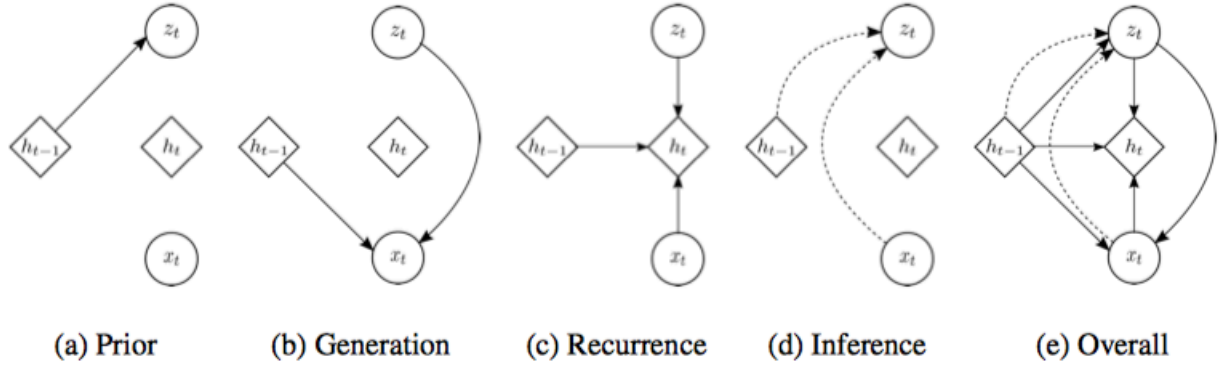 z_t z_t z_t z_t z_t
h_{t-1} h_t h_{t-1} h_t h_{t-1} h_t h_{t-1} h_t h_{t-1} h_t
x_t x_t x_t x_t x_t
(a) Prior (b) Generation (c) Recurrence (d) Inference (e) Overall